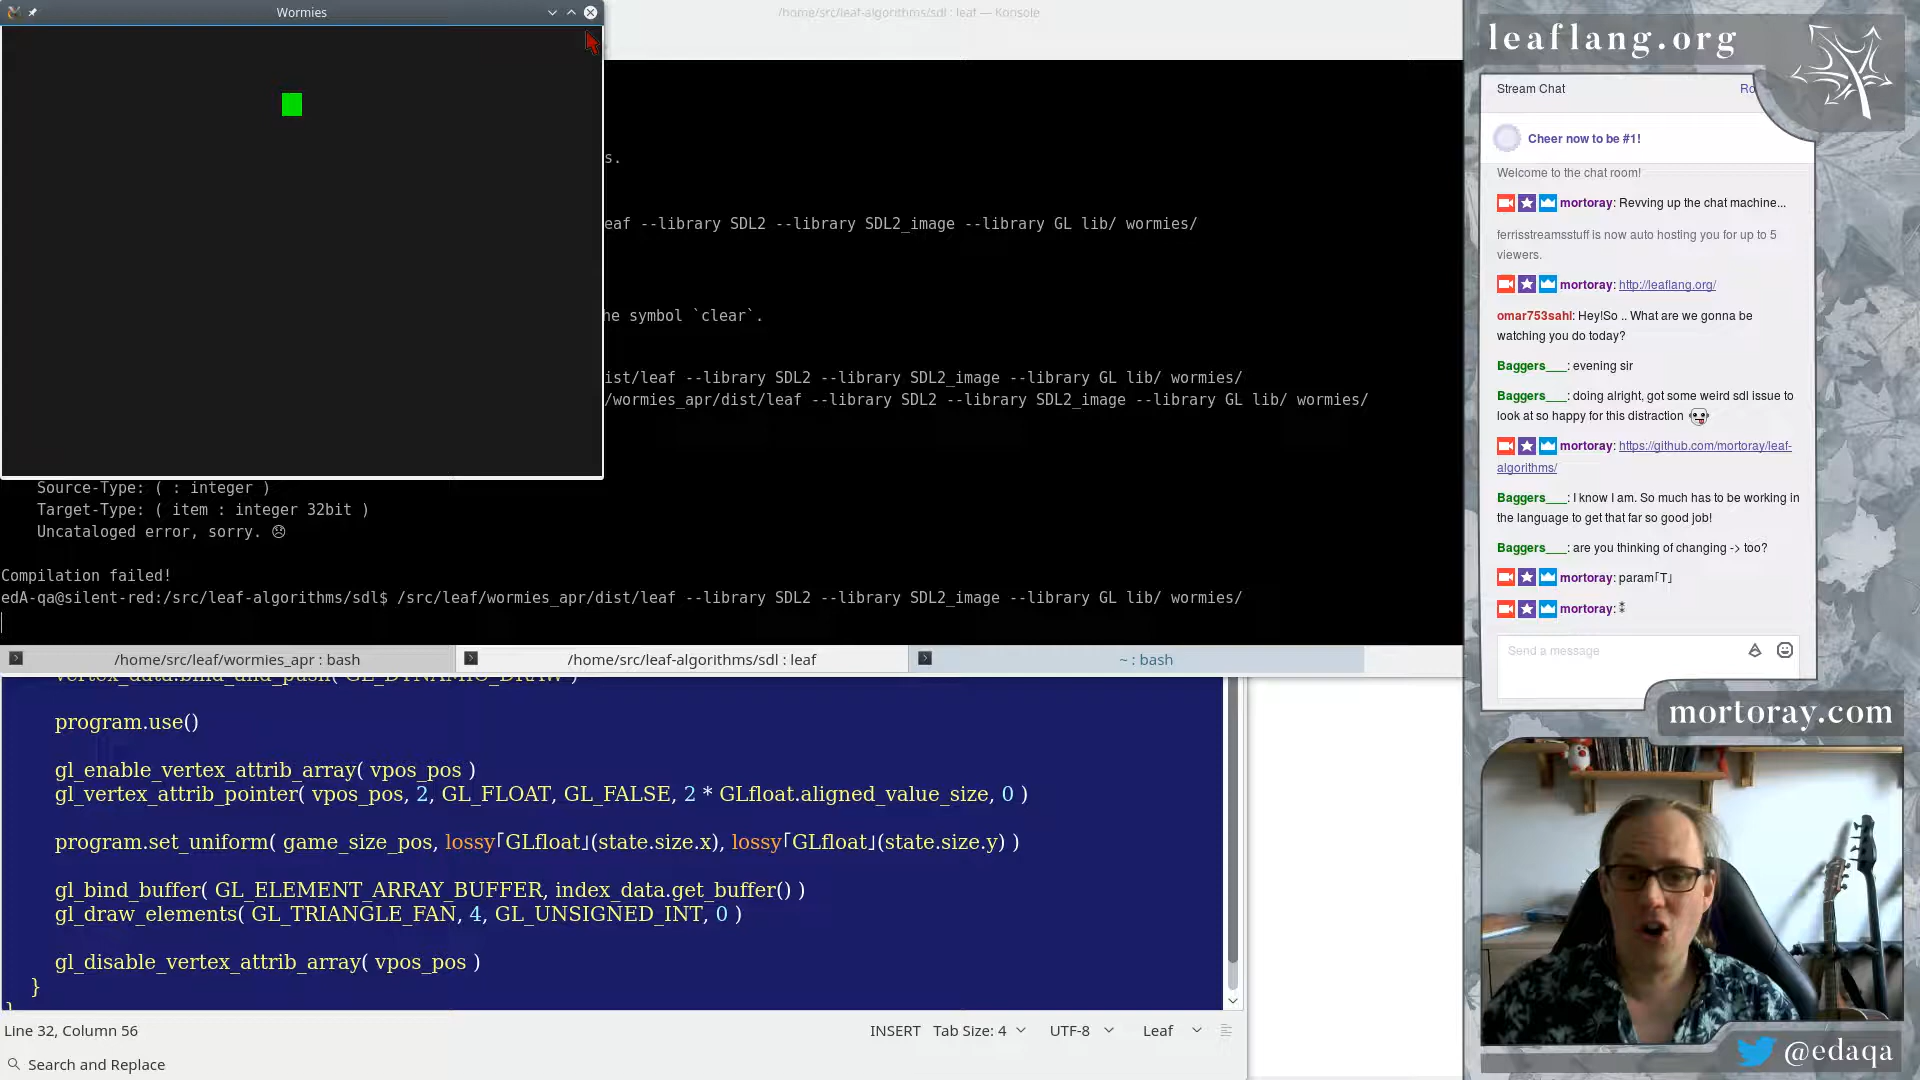 Wormies
/home/src/leaf-algorithms/sdl : leaf — Konsole
s.
eaf --library SDL2 --library SDL2_image --library GL lib/ wormies/
he symbol `clear`.
ist/leaf --library SDL2 --library SDL2_image --library GL lib/ wormies/
/wormies_apr/dist/leaf --library SDL2 --library SDL2_image --library GL lib/ wormies/
Source-Type: ( : integer )
Target-Type: ( item : integer 32bit )
Uncataloged error, sorry. 😞
Compilation failed!
edA-qa@silent-red:/src/leaf-algorithms/sdl$ /src/leaf/wormies_apr/dist/leaf --library SDL2 --library SDL2_image --library GL lib/ wormies/
/home/src/leaf/wormies_apr : bash
/home/src/leaf-algorithms/sdl : leaf
~ : bash
vertex_data.bind_and_push( GL_DYNAMIC_DRAW )
program.use()
gl_enable_vertex_attrib_array( vpos_pos )
gl_vertex_attrib_pointer( vpos_pos, 2, GL_FLOAT, GL_FALSE, 2 * GLfloat.aligned_value_size, 0 )
program.set_uniform( game_size_pos, lossy｢GLfloat｣(state.size.x), lossy｢GLfloat｣(state.size.y) )
gl_bind_buffer( GL_ELEMENT_ARRAY_BUFFER, index_data.get_buffer() )
gl_draw_elements( GL_TRIANGLE_FAN, 4, GL_UNSIGNED_INT, 0 )
gl_disable_vertex_attrib_array( vpos_pos )
}
Line 32, Column 56
INSERT
Tab Size: 4
UTF-8
Leaf
Search and Replace
leaflang.org
Stream Chat
Cheer now to be #1!
Welcome to the chat room!
mortoray: Revving up the chat machine...
ferrisstreamsstuff is now auto hosting you for up to 5
viewers.
mortoray: http://leaflang.org/
omar753sahl: Hey!So .. What are we gonna be
watching you do today?
Baggers___: evening sir
Baggers___: doing alright, got some weird sdl issue to
look at so happy for this distraction
mortoray: https://github.com/mortoray/leaf-
algorithms/
Baggers___: I know I am. So much has to be working in
the language to get that far so good job!
Baggers___: are you thinking of changing -> too?
mortoray: param｢T｣
mortoray: ⁑
Send a message
mortoray.com
@edaqa